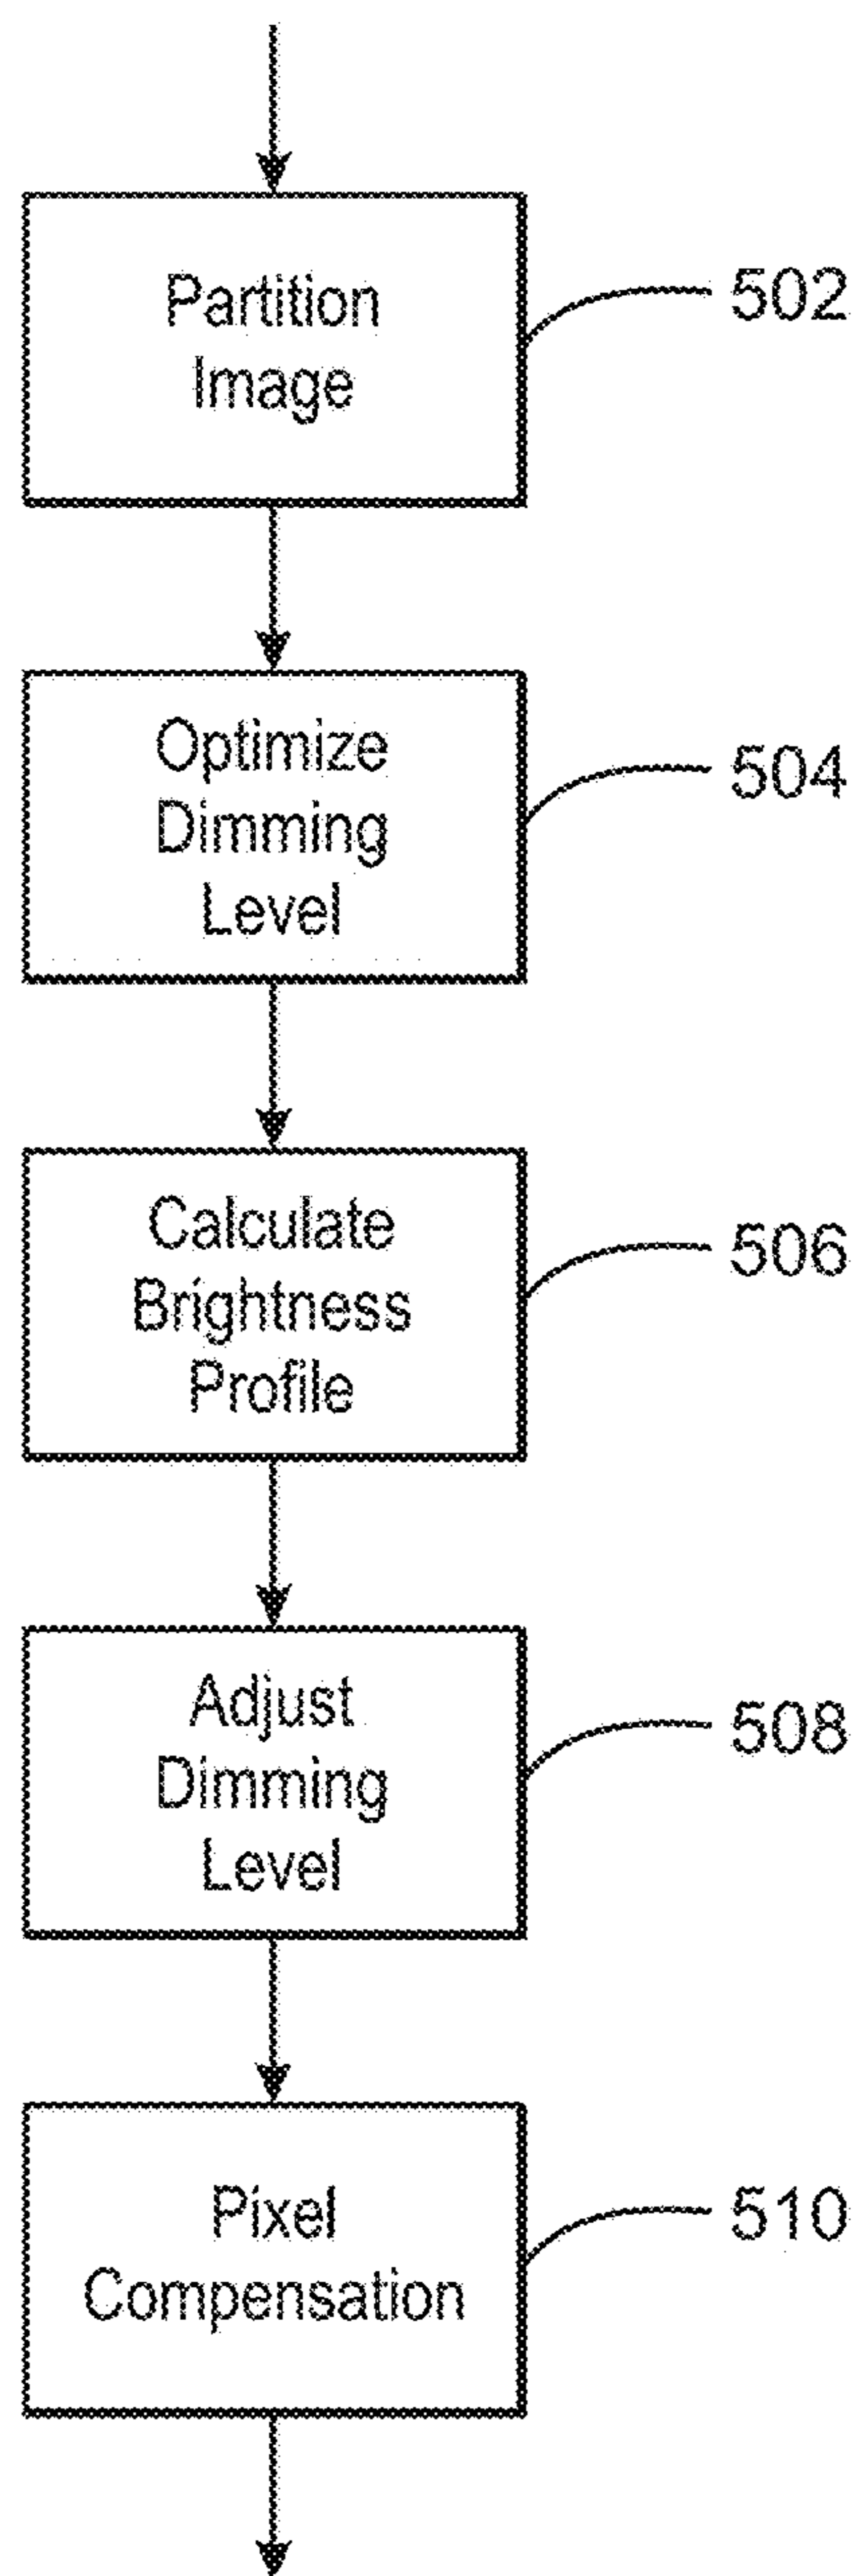 Partition
Image
502
Optimize
Dimming
Level
504
Calculate
Brightness
Profile
506
Adjust
Dimming
Level
508
Pixel
Compensation
510